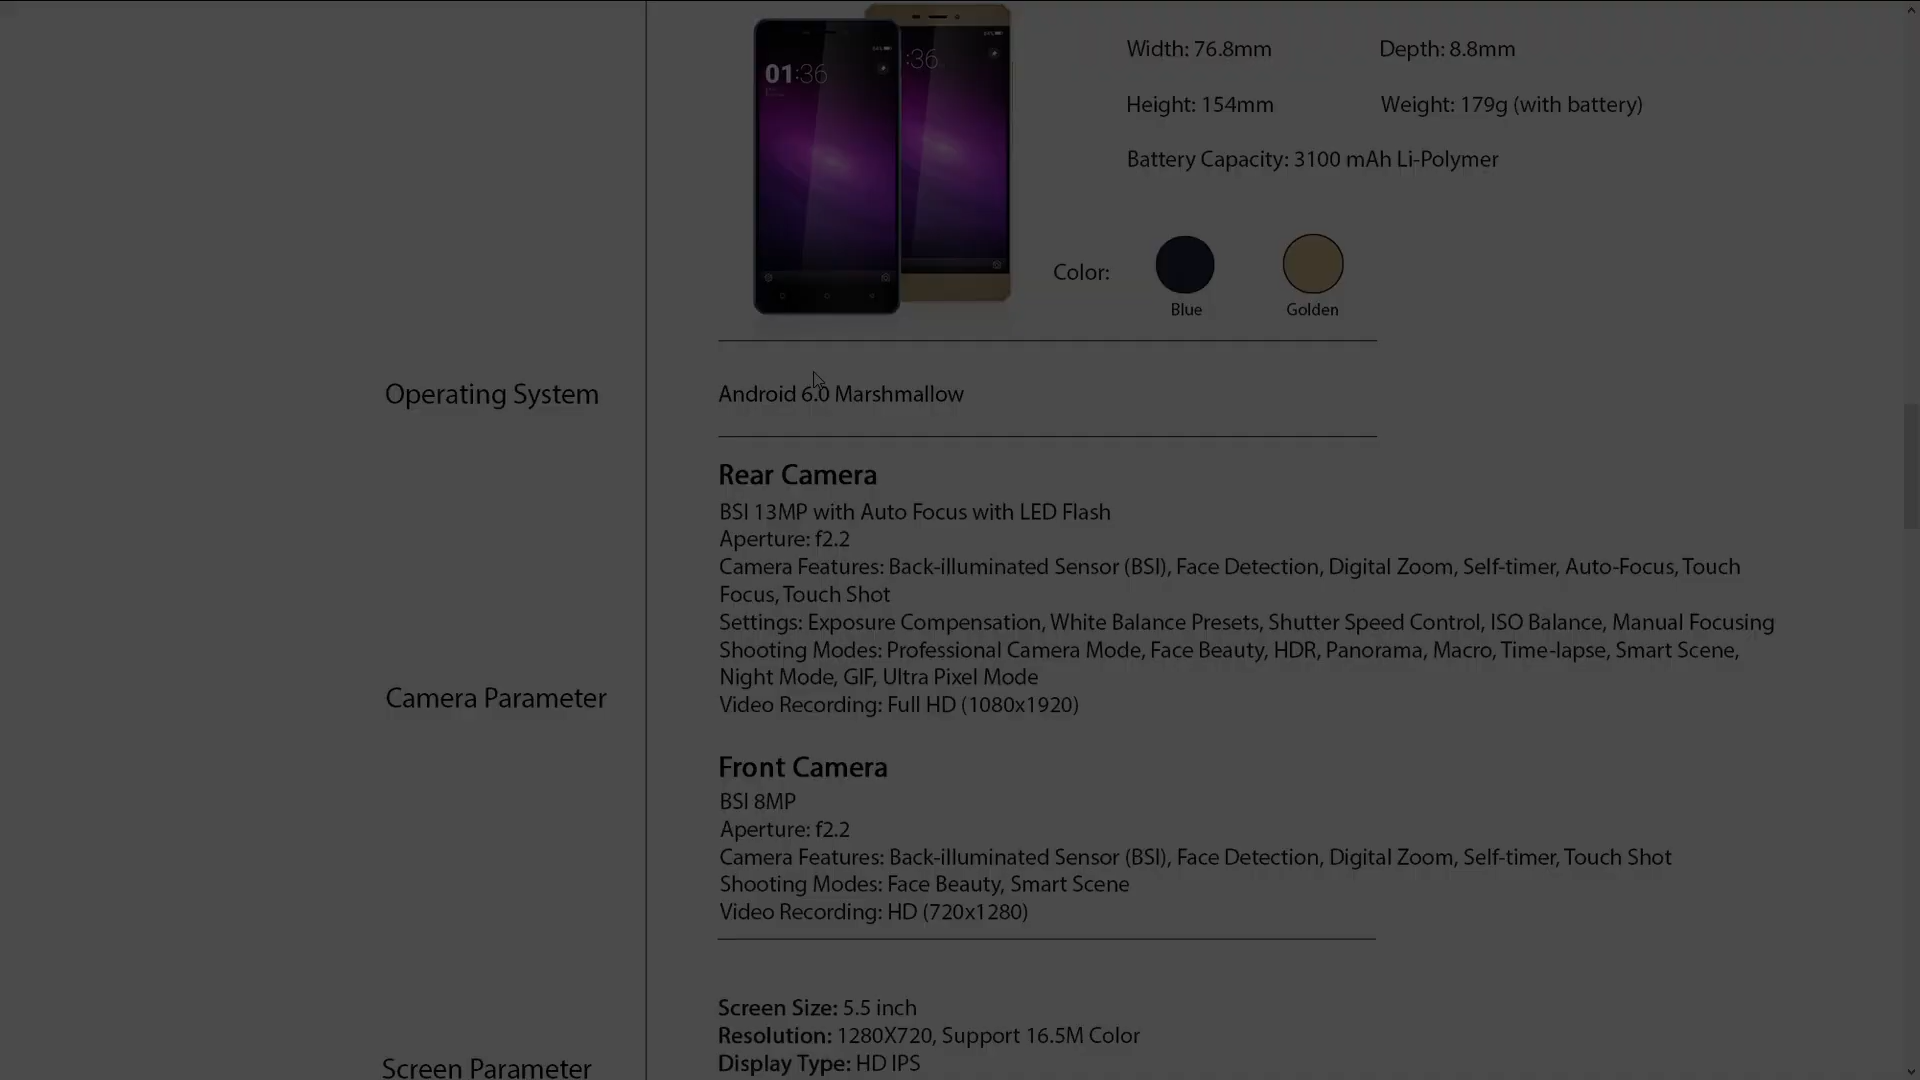 Width: 76.8mm
Depth: 8.8mm
Height: 154mm
Weight: 179g (with battery)
Battery Capacity: 3100 mAh Li-Polymer
01:36
:36
Color:
Blue
Golden
Operating System
Android 6.0 Marshmallow
Rear Camera
BSI 13MP with Auto Focus with LED Flash
Aperture: f2.2
Camera Features: Back-illuminated Sensor (BSI), Face Detection, Digital Zoom, Self-timer, Auto-Focus, Touch
Focus, Touch Shot
Settings: Exposure Compensation, White Balance Presets, Shutter Speed Control, ISO Balance, Manual Focusing
Shooting Modes: Professional Camera Mode, Face Beauty, HDR, Panorama, Macro, Time-lapse, Smart Scene,
Night Mode, GIF, Ultra Pixel Mode
Video Recording: Full HD (1080x1920)
Camera Parameter
Front Camera
BSI 8MP
Aperture: f2.2
Camera Features: Back-illuminated Sensor (BSI), Face Detection, Digital Zoom, Self-timer, Touch Shot
Shooting Modes: Face Beauty, Smart Scene
Video Recording: HD (720x1280)
Screen Size: 5.5 inch
Resolution: 1280X720, Support 16.5M Color
Display Type: HD IPS
Screen Parameter